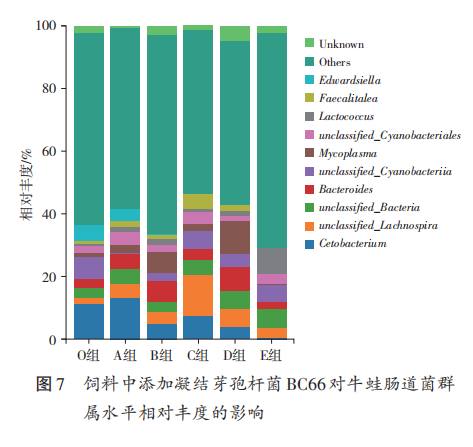 100
80
60
40
20
0
相对丰度/%
Unknown
Others
Edwardsiella
Faecalitalea
Lactococcus
unclassified_Cyanobacteriales
Mycoplasma
unclassified_Cyanobacteriia
Bacteroides
unclassified_Bacteria
unclassified_Lachnospira
Cetobacterium
O组 A组 B组 C组 D组 E组
图7 饲料中添加凝结芽孢杆菌BC66对牛蛙肠道菌群
属水平相对丰度的影响